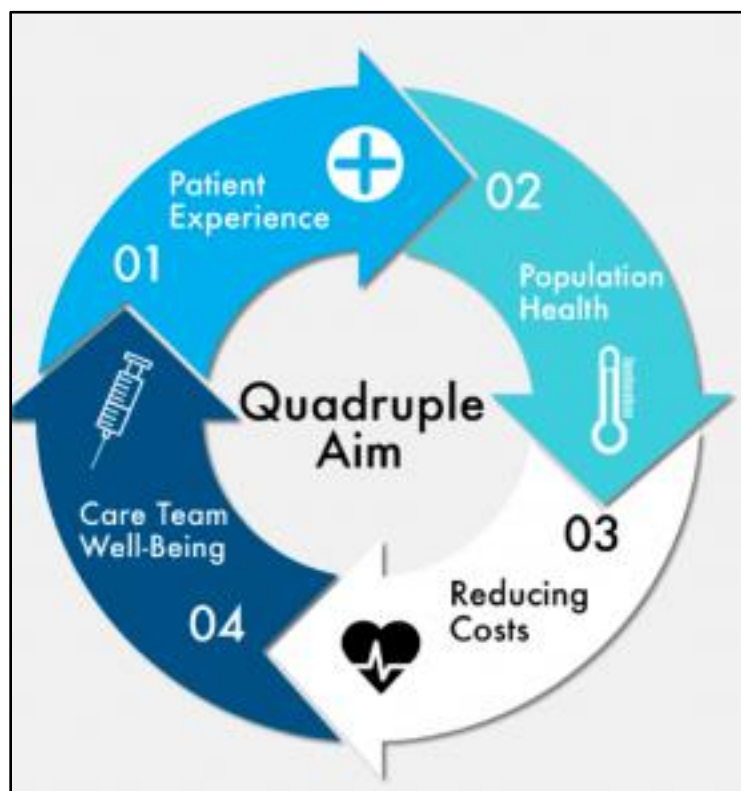 01
Patient
Experience
02
Population
Health
03
Reducing
Costs
04
Care Team
Well-Being
Quadruple
Aim